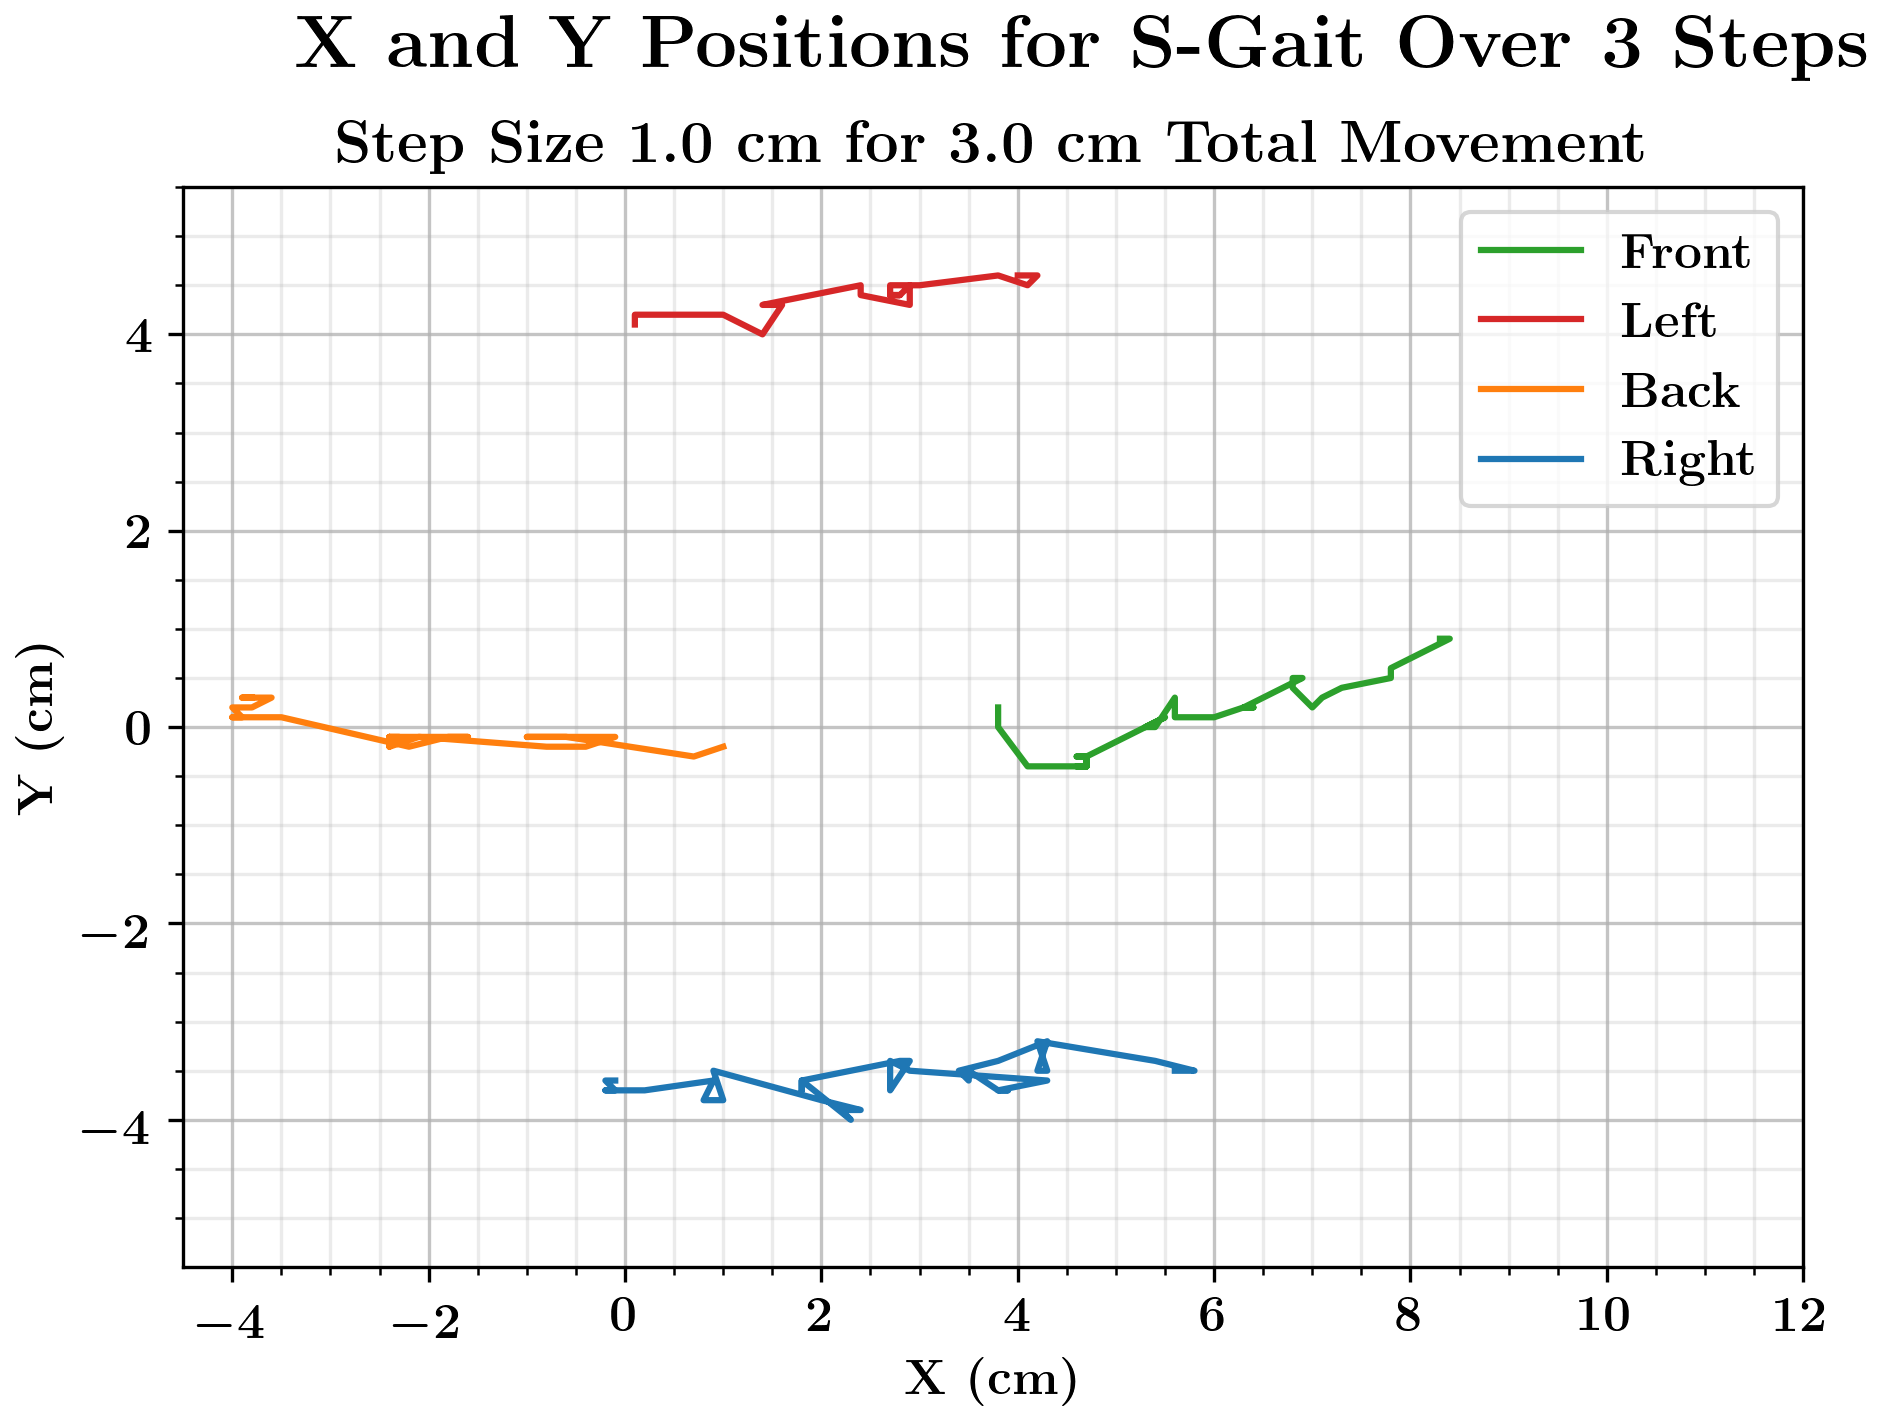 X and Y Positions for S-Gait Over 3 Steps
Step Size 1.0 cm for 3.0 cm Total Movement
Front
Left
Back
Right
Y (cm)
4
2
0
−2
−4
−4 −2 0 2 4 6 8 10 12
X (cm)